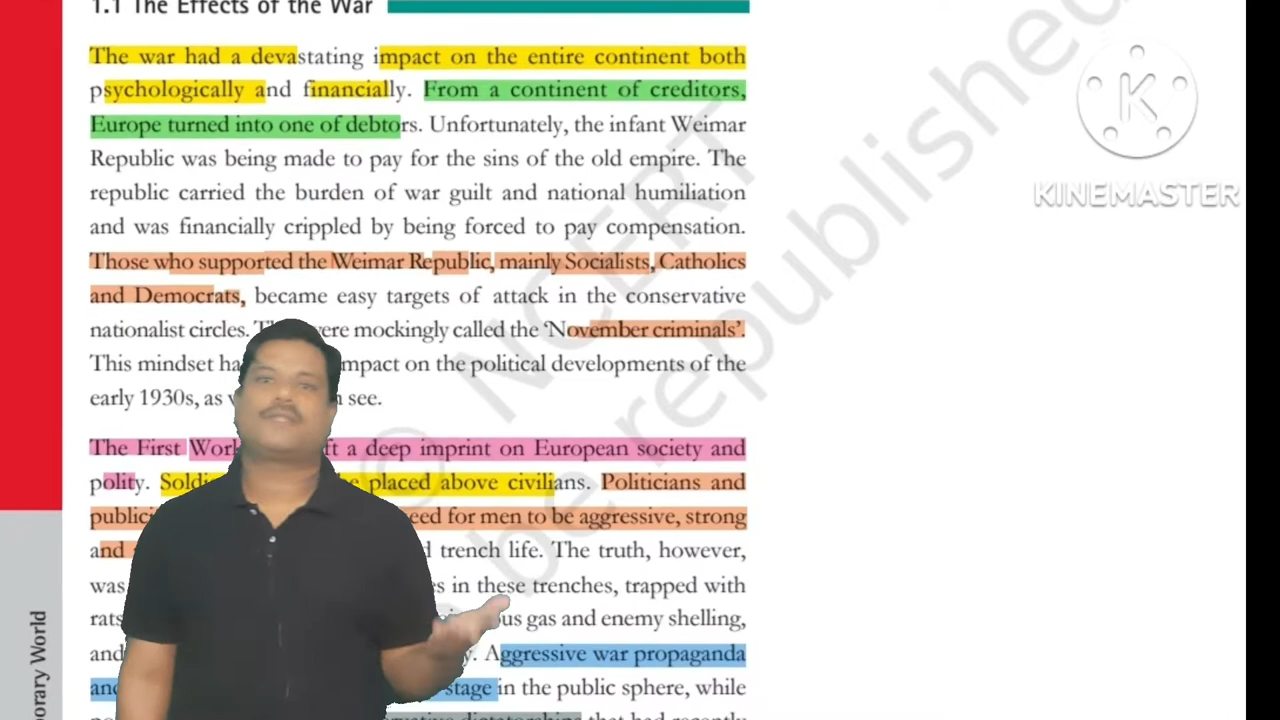 1.1 The Effects of the War
The war had a devastating impact on the entire continent both
psychologically and financially. From a continent of creditors,
Europe turned into one of debtors. Unfortunately, the infant Weimar
Republic was being made to pay for the sins of the old empire. The
republic carried the burden of war guilt and national humiliation
and was financially crippled by being forced to pay compensation.
Those who supported the Weimar Republic, mainly Socialists, Catholics
and Democrats, became easy targets of attack in the conservative
nationalist circles. were mockingly called the ‘November criminals’.
This mindset impact on the political developments of the
early 1930s, as see.
The First a deep imprint on European society and
polity. placed above civilians. Politicians and
for men to be aggressive, strong
and trench life. The truth, however,
was in these trenches, trapped with
rats gas and enemy shelling,
and Aggressive war propaganda
stage in the public sphere, while
that had recently
© NCERT
be republished
KINEMASTER
orary World